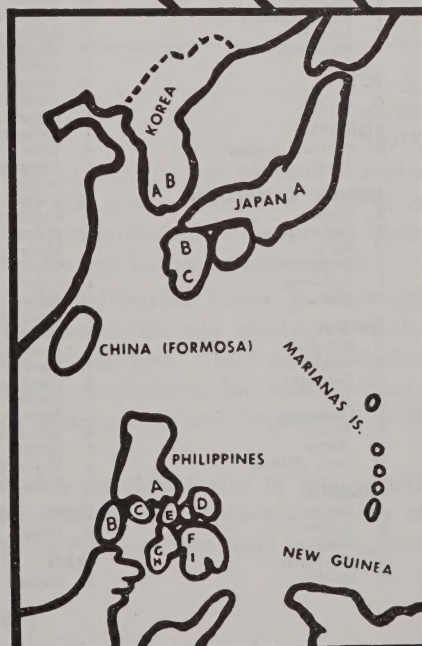 KOREA
A B
JAPAN A
B
C
CHINA (FORMOSA)
MARIANAS IS.
PHILIPPINES
A
B
C
E
D
F
G
H
I
NEW GUINEA